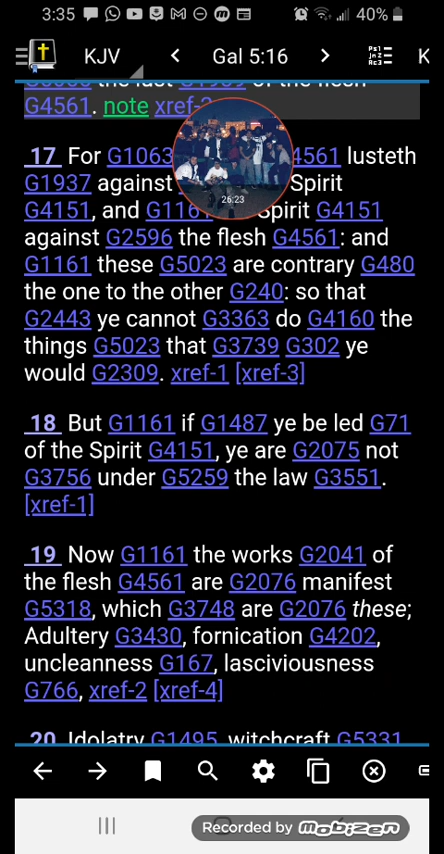 3:35 40%
KJV < Gal 5:16 > Ps1 Jn2 Rc3 K
G4561. note xref-2
17 For G1063 4561 lusteth
G1937 against Spirit
G4151, and G1161 Spirit G4151
26:23
against G2596 the flesh G4561: and
G1161 these G5023 are contrary G480
the one to the other G240: so that
G2443 ye cannot G3363 do G4160 the
things G5023 that G3739 G302 ye
would G2309. xref-1 [xref-3]
18 But G1161 if G1487 ye be led G71
of the Spirit G4151, ye are G2075 not
G3756 under G5259 the law G3551.
[xref-1]
19 Now G1161 the works G2041 of
the flesh G4561 are G2076 manifest
G5318, which G3748 are G2076 these;
Adultery G3430, fornication G4202,
uncleanness G167, lasciviousness
G766, xref-2 [xref-4]
20 Idolatry G1495, witchcraft G5331,
Recorded by Mobizen